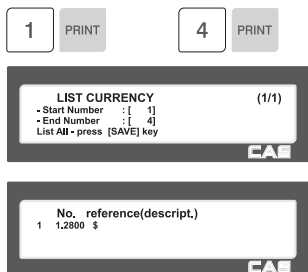 1 PRINT 4 PRINT
LIST CURRENCY (1/1)
- Start Number : [ 1]
- End Number : [ 4]
List All - press [SAVE] key
CAS
No. reference(descript.)
1 1.2800 $
CAS